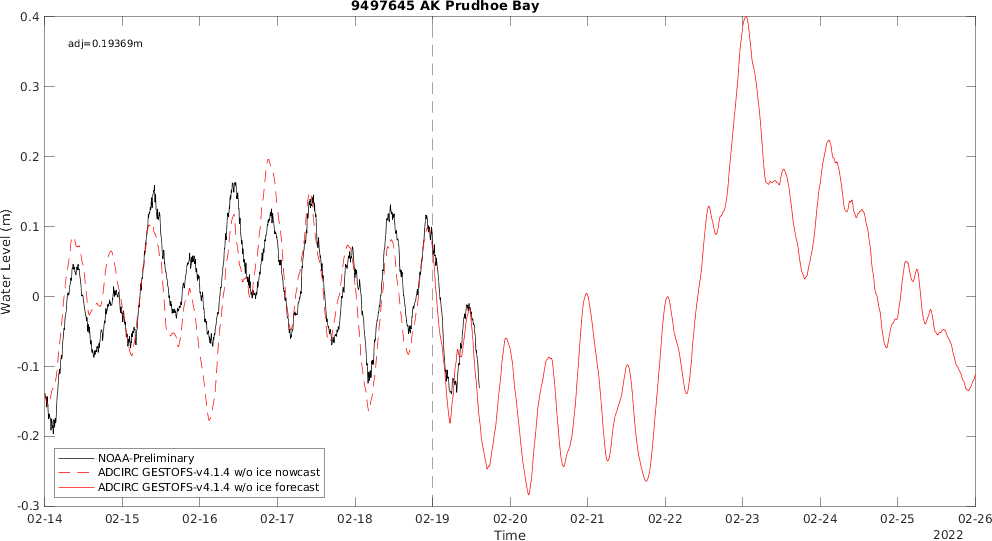 9497645 AK Prudhoe Bay
adj=0.19369m
0.4
0.3
0.2
0.1
0
-0.1
-0.2
-0.3
Water Level (m)
NOAA-Preliminary
ADCIRC GESTOFS-v4.1.4 w/o ice nowcast
ADCIRC GESTOFS-v4.1.4 w/o ice forecast
02-14 02-15 02-16 02-17 02-18 02-19 02-20 02-21 02-22 02-23 02-24 02-25 02-26
Time
2022